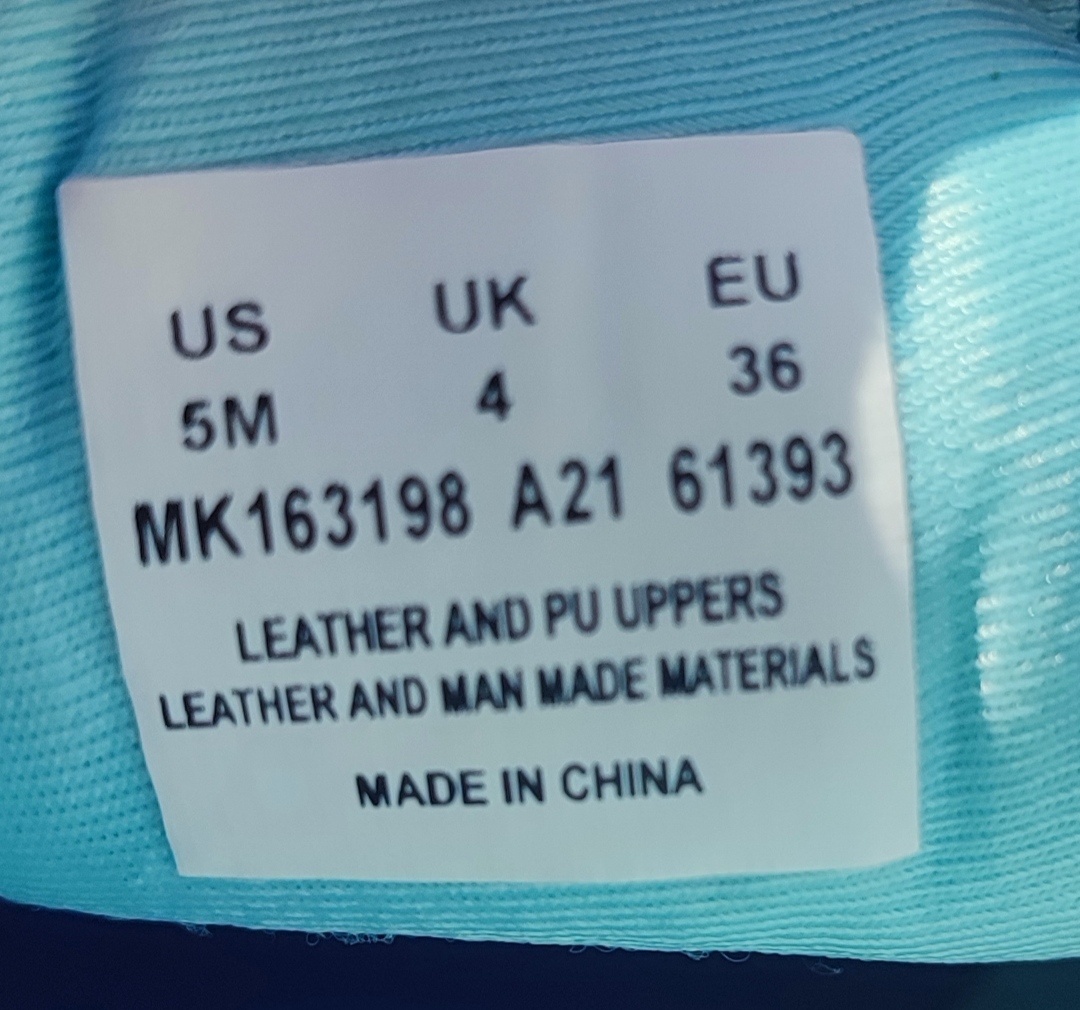 US UK EU
5M 4 36
MK163198 A21 61393
LEATHER AND PU UPPERS
LEATHER AND MAN MADE MATERIALS
MADE IN CHINA